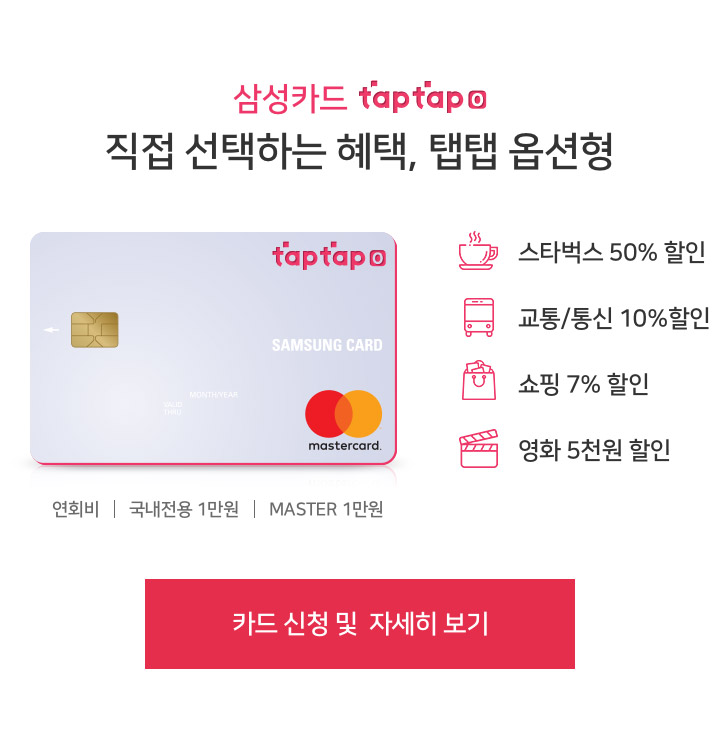 삼성카드 taptap O
직접 선택하는 혜택, 탭탭 옵션형
taptap O
SAMSUNG CARD
MONTH/YEAR
VALID
THRU
mastercard.
스타벅스 50% 할인
교통/통신 10%할인
쇼핑 7% 할인
영화 5천원 할인
연회비 | 국내전용 1만원 | MASTER 1만원
카드 신청 및 자세히 보기